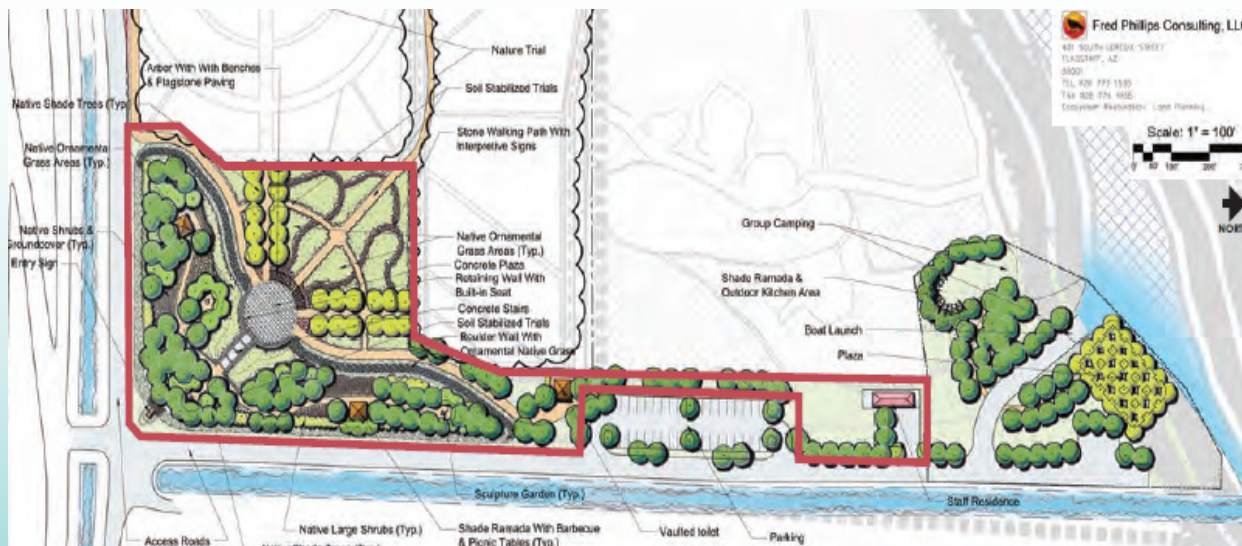 Fred Phillips Consulting, LLC
401 SOUTH LEROUX STREET
FLAGSTAFF, AZ
Scale: 1" = 100'
NORTH
Nature Trial
Arbor With With Benches
& Flagstone Paving
Soil Stabilized Trials
Native Shade Trees (Typ.)
Stone Walking Path With
Interpretive Signs
Native Ornamental
Grass Areas (Typ.)
Native Shrubs &
Groundcover (Typ.)
Entry Sign
Native Ornamental
Grass Areas (Typ.)
Concrete Plaza
Retaining Wall With
Built-in Seat
Concrete Stairs
Soil Stabilized Trials
Boulder Wall With
Ornamental Native Grass
Group Camping
Shade Ramada &
Outdoor Kitchen Area
Boat Launch
Plaza
Sculpture Garden (Typ.)
Staff Residence
Access Roads
Native Large Shrubs (Typ.)
Shade Ramada With Barbecue
& Picnic Tables (Typ.)
Vaulted toilet
Parking